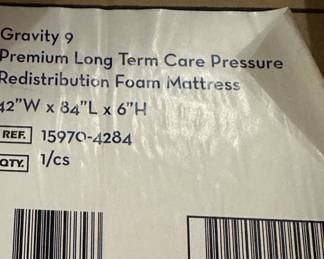 Gravity 9
Premium Long Term Care Pressure
Redistribution Foam Mattress
42"W x 84"L x 6"H
REF. 15970-4284
QTY. 1/cs